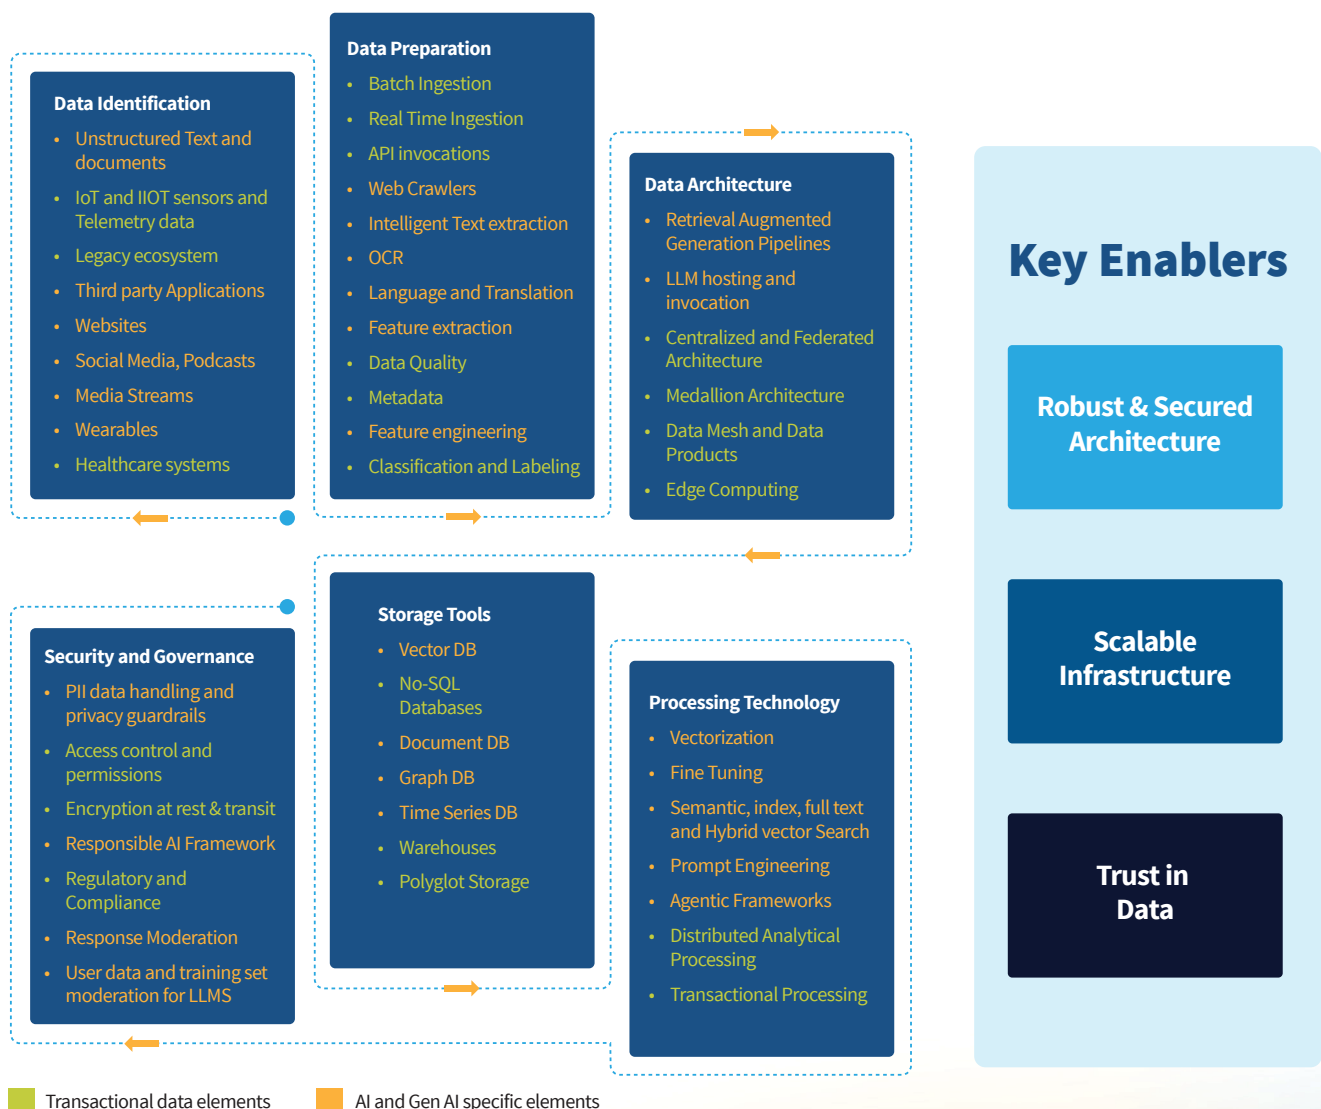 Data Identification
• Unstructured Text and
documents
• IoT and IIOT sensors and
Telemetry data
• Legacy ecosystem
• Third party Applications
• Websites
• Social Media, Podcasts
• Media Streams
• Wearables
• Healthcare systems
Data Preparation
• Batch Ingestion
• Real Time Ingestion
• API invocations
• Web Crawlers
• Intelligent Text extraction
• OCR
• Language and Translation
• Feature extraction
• Data Quality
• Metadata
• Feature engineering
• Classification and Labeling
Data Architecture
• Retrieval Augmented
Generation Pipelines
• LLM hosting and
invocation
• Centralized and Federated
Architecture
• Medallion Architecture
• Data Mesh and Data
Products
• Edge Computing
Storage Tools
• Vector DB
• No-SQL
Databases
• Document DB
• Graph DB
• Time Series DB
• Warehouses
• Polyglot Storage
Processing Technology
• Vectorization
• Fine Tuning
• Semantic, index, full text
and Hybrid vector Search
• Prompt Engineering
• Agentic Frameworks
• Distributed Analytical
Processing
• Transactional Processing
Security and Governance
• PII data handling and
privacy guardrails
• Access control and
permissions
• Encryption at rest & transit
• Responsible AI Framework
• Regulatory and
Compliance
• Response Moderation
• User data and training set
moderation for LLMS
Key Enablers
Robust & Secured
Architecture
Scalable
Infrastructure
Trust in
Data
Transactional data elements
AI and Gen AI specific elements